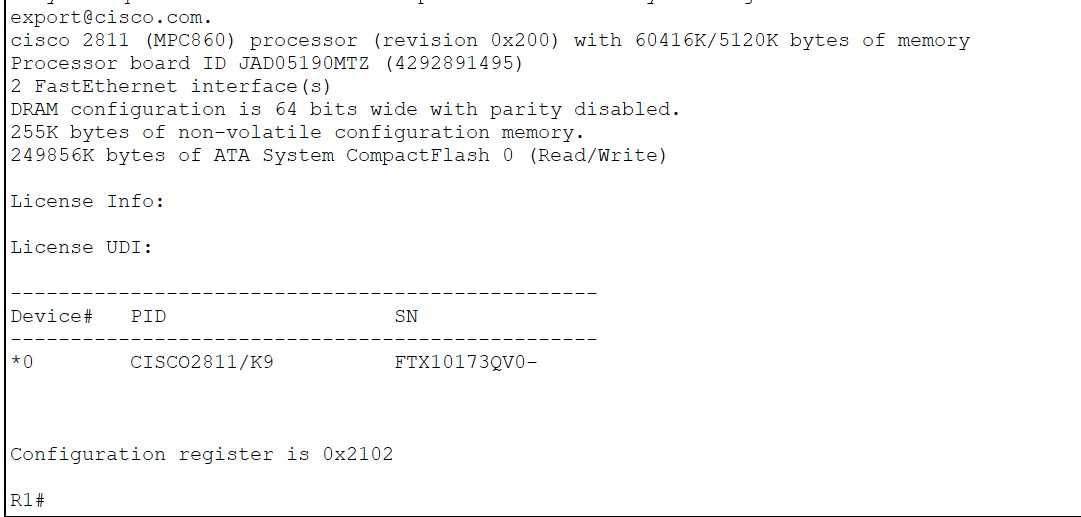 export@cisco.com.
cisco 2811 (MPC860) processor (revision 0x200) with 60416K/5120K bytes of memory
Processor board ID JAD05190MTZ (4292891495)
2 FastEthernet interface(s)
DRAM configuration is 64 bits wide with parity disabled.
255K bytes of non-volatile configuration memory.
249856K bytes of ATA System CompactFlash 0 (Read/Write)
License Info:
License UDI:
-------------------------------------------------
Device# PID SN
-------------------------------------------------
*0 CISCO2811/K9 FTX10173QV0-
Configuration register is 0x2102
R1#